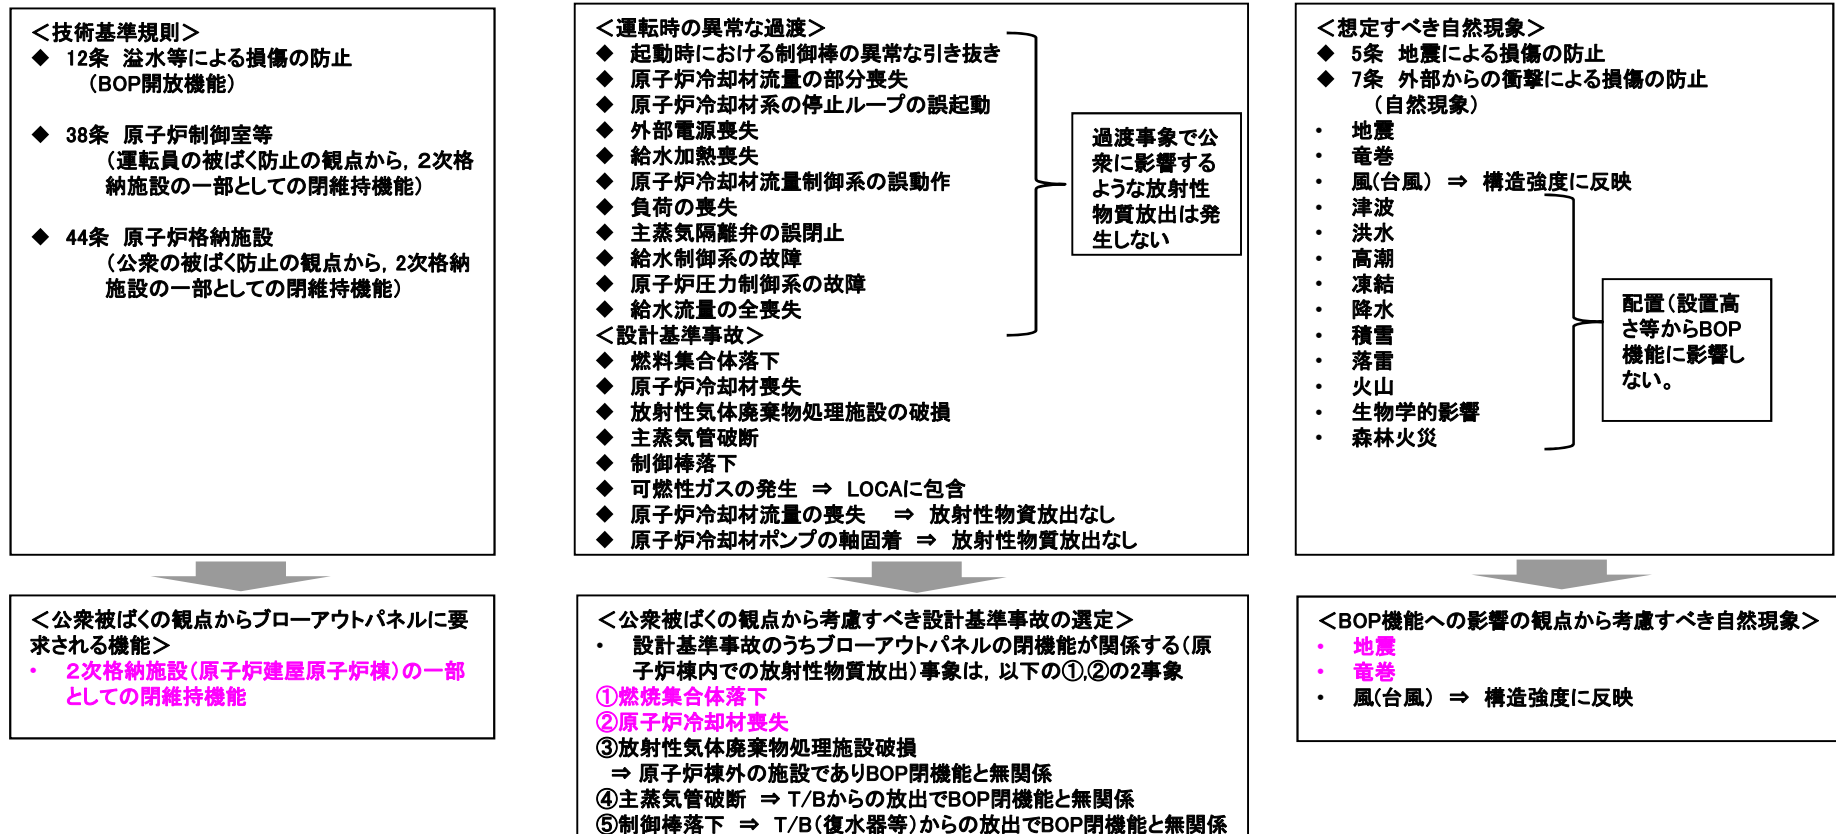 ＜技術基準規則＞
◆ 12条 溢水等による損傷の防止
（BOP開放機能）
◆ 38条 原子炉制御室等
（運転員の被ばく防止の観点から，２次格
納施設の一部としての閉維持機能）
◆ 44条 原子炉格納施設
（公衆の被ばく防止の観点から，2次格納
施設の一部としての閉維持機能）
＜公衆被ばくの観点からブローアウトパネルに要
求される機能＞
・ ２次格納施設（原子炉建屋原子炉棟）の一部
としての閉維持機能
＜運転時の異常な過渡＞
◆ 起動時における制御棒の異常な引き抜き
◆ 原子炉冷却材流量の部分喪失
◆ 原子炉冷却材系の停止ループの誤起動
◆ 外部電源喪失
◆ 給水加熱喪失
◆ 原子炉冷却材流量制御系の誤動作
◆ 負荷の喪失
◆ 主蒸気隔離弁の誤閉止
◆ 給水制御系の故障
◆ 原子炉圧力制御系の故障
◆ 給水流量の全喪失
過渡事象で公
衆に影響する
ような放射性
物質放出は発
生しない
＜設計基準事故＞
◆ 燃料集合体落下
◆ 原子炉冷却材喪失
◆ 放射性気体廃棄物処理施設の破損
◆ 主蒸気管破断
◆ 制御棒落下
◆ 可燃性ガスの発生 ⇒ LOCAに包含
◆ 原子炉冷却材流量の喪失 ⇒ 放射性物資放出なし
◆ 原子炉冷却材ポンプの軸固着 ⇒ 放射性物質放出なし
＜公衆被ばくの観点から考慮すべき設計基準事故の選定＞
・ 設計基準事故のうちブローアウトパネルの閉機能が関係する（原
子炉棟内での放射性物質放出）事象は，以下の①,②の2事象
①燃焼集合体落下
②原子炉冷却材喪失
③放射性気体廃棄物処理施設破損
⇒ 原子炉棟外の施設でありBOP閉機能と無関係
④主蒸気管破断 ⇒ T/Bからの放出でBOP閉機能と無関係
⑤制御棒落下 ⇒ T/B（復水器等）からの放出でBOP閉機能と無関係
＜想定すべき自然現象＞
◆ 5条 地震による損傷の防止
◆ 7条 外部からの衝撃による損傷の防止
（自然現象）
・ 地震
・ 竜巻
・ 風(台風) ⇒ 構造強度に反映
・ 津波
・ 洪水
・ 高潮
・ 凍結
・ 降水
・ 積雪
・ 落雷
・ 火山
・ 生物学的影響
・ 森林火災
配置（設置高
さ等からBOP
機能に影響し
ない。
＜BOP機能への影響の観点から考慮すべき自然現象＞
・ 地震
・ 竜巻
・ 風(台風) ⇒ 構造強度に反映